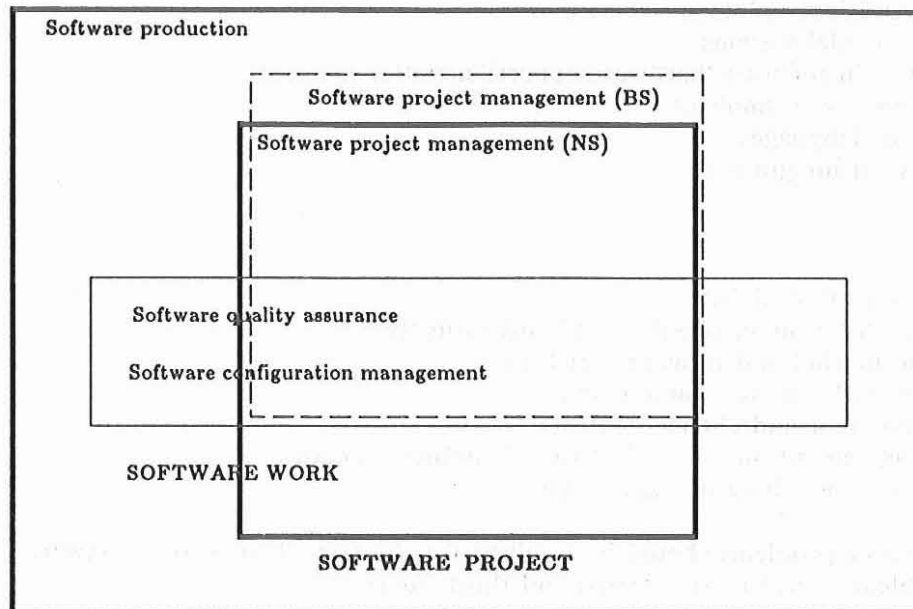 Software production
Software project management (BS)
Software project management (NS)
Software quality assurance
Software configuration management
SOFTWARE WORK
SOFTWARE PROJECT